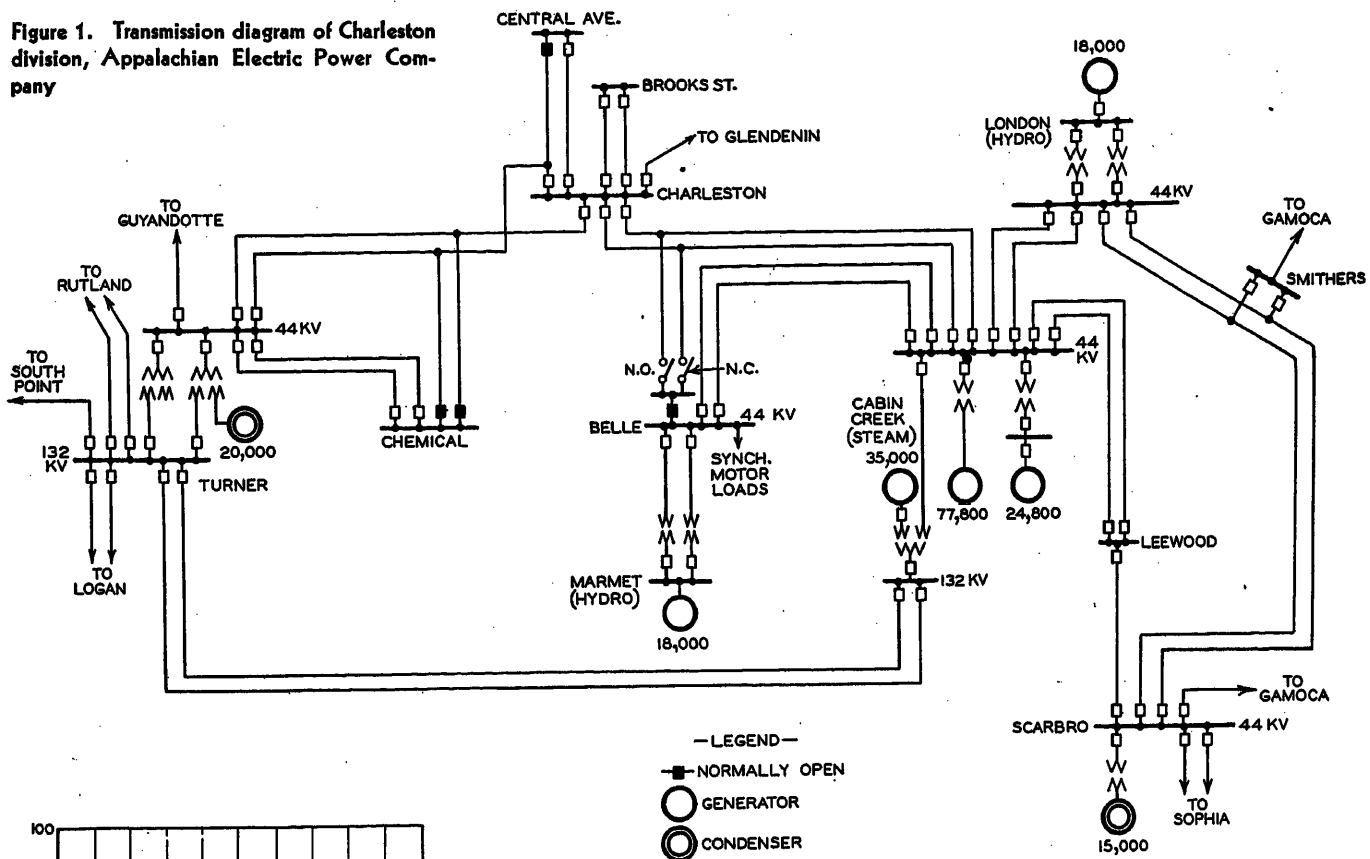 Figure 1. Transmission diagram of Charleston
division, Appalachian Electric Power Com-
pany
CENTRAL AVE.
BROOKS ST.
TO GLENDENIN
CHARLESTON
18,000
LONDON
(HYDRO)
44KV
TO
GAMOCA
SMITHERS
TO
GUYANDOTTE
TO
RUTLAND
44KV
TO
SOUTH
POINT
132
KV
20,000
TURNER
TO
LOGAN
CHEMICAL
N.O.
N.C.
BELLE
44 KV
SYNCH.
MOTOR
LOADS
MARMET
(HYDRO)
18,000
44
KV
CABIN
CREEK
(STEAM)
35,000
77,800
24,800
132 KV
LEEWOOD
TO
GAMOCA
SCARBRO
44 KV
TO
SOPHIA
15,000
—LEGEND—
NORMALLY OPEN
GENERATOR
CONDENSER
100